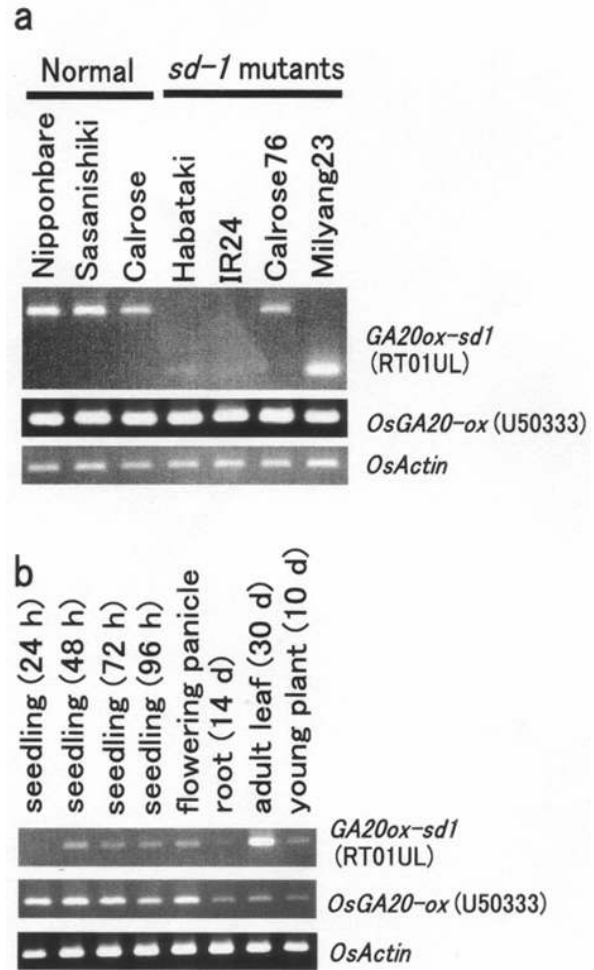 a
Normal
sd-1 mutants
Nipponbare
Sasanishiki
Calrose
Habataki
IR24
Calrose76
Milyang23
GA20ox-sd1
(RT01UL)
OsGA20-ox (U50333)
OsActin
b
seedling (24 h)
seedling (48 h)
seedling (72 h)
seedling (96 h)
flowering panicle
root (14 d)
adult leaf (30 d)
young plant (10 d)
GA20ox-sd1
(RT01UL)
OsGA20-ox (U50333)
OsActin